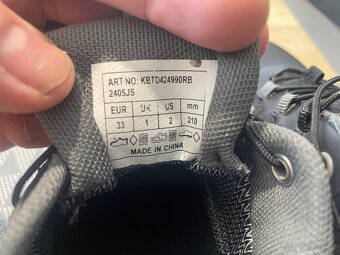 ART NO: KBTD424990RB
2405JS
EUR UK US mm
33 1 2 210
MADE IN CHINA